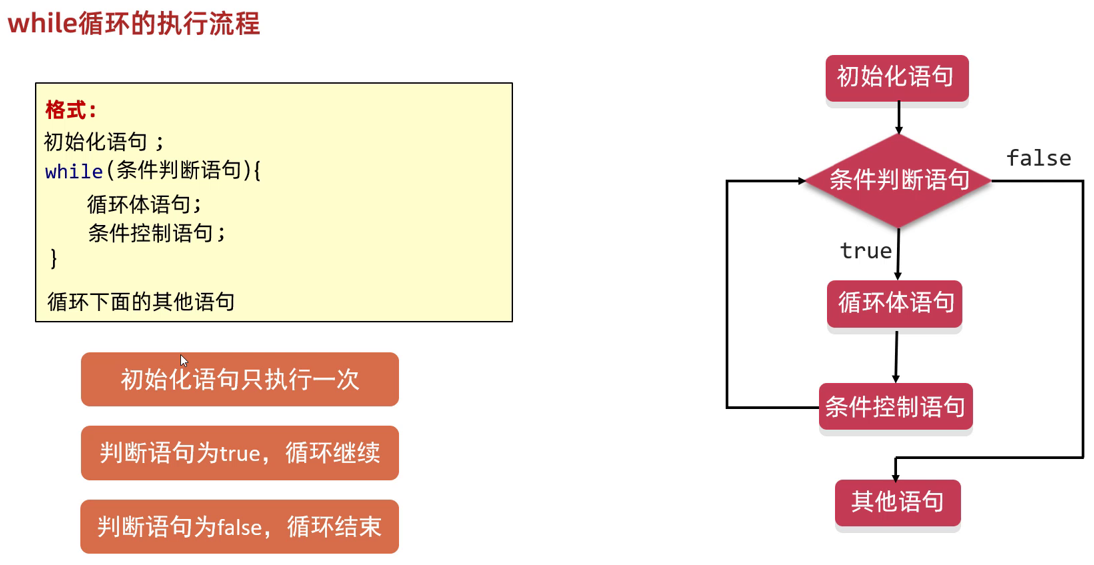 while循环的执行流程
格式：
初始化语句；
while(条件判断语句){
循环体语句;
条件控制语句;
}
循环下面的其他语句
初始化语句只执行一次
判断语句为true，循环继续
判断语句为false，循环结束
初始化语句
条件判断语句
false
true
循环体语句
条件控制语句
其他语句